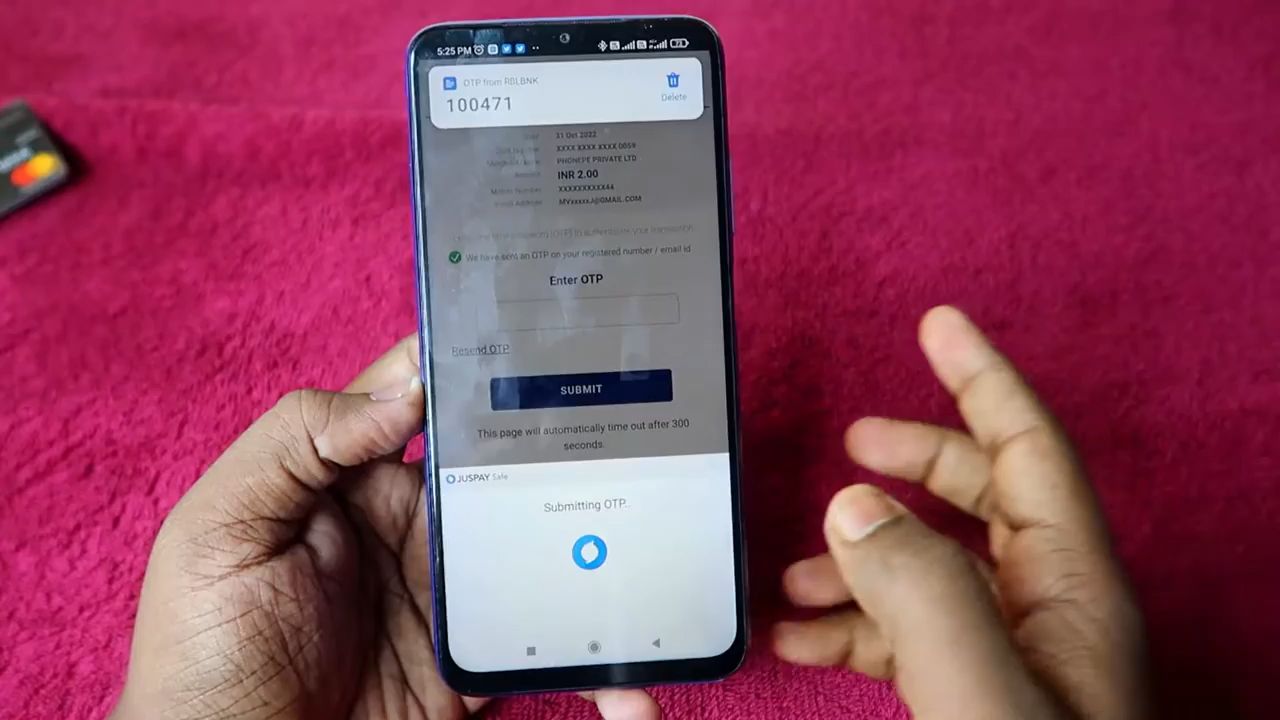 5:25 PM
OTP from RBLBNK
100471
Delete
31 Oct 2022
XXXX XXXX XXXX 0059
PHONEPE PRIVATE LTD
INR 2.00
XXXXXXXXXX44
MVxxxxxJ@GMAIL.COM
We have sent an OTP on your registered number / email id
Enter OTP
Resend OTP
SUBMIT
This page will automatically time out after 300
seconds.
JUSPAY Safe
Submitting OTP..